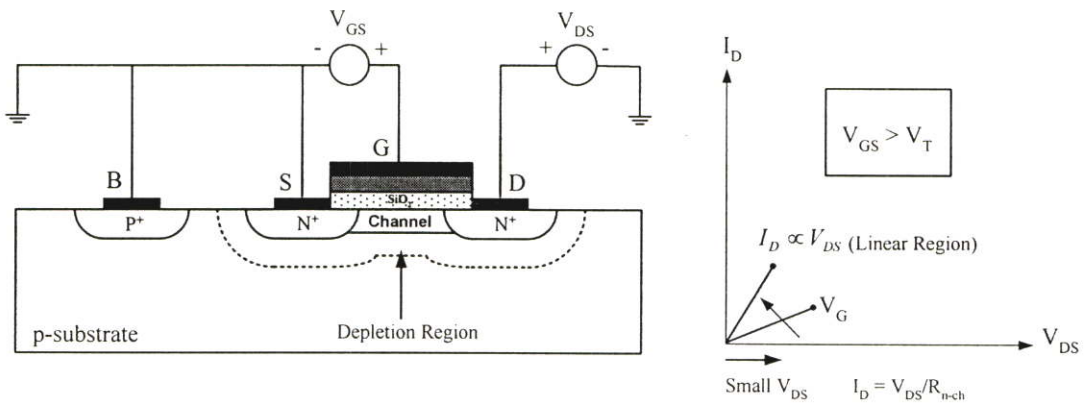 V_GS
V_DS
- +
+ -
G
B
S
D
SiO₂
P⁺
N⁺
Channel
N⁺
Depletion Region
p-substrate
I_D
V_GS > V_T
I_D ∝ V_DS (Linear Region)
V_G
V_DS
Small V_DS
I_D = V_DS/R_n-ch